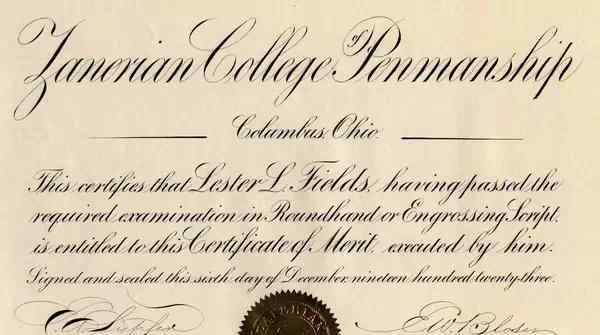 Zanerian College of Penmanship
Columbus, Ohio.
This certifies that Lester L. Fields, having passed the
required examination in Roundhand or Engrossing Script,
is entitled to this Certificate of Merit, executed by him.
Signed and sealed this sixth day of December, nineteen hundred twenty-three.
E.W. Bloser
ZANERIAN